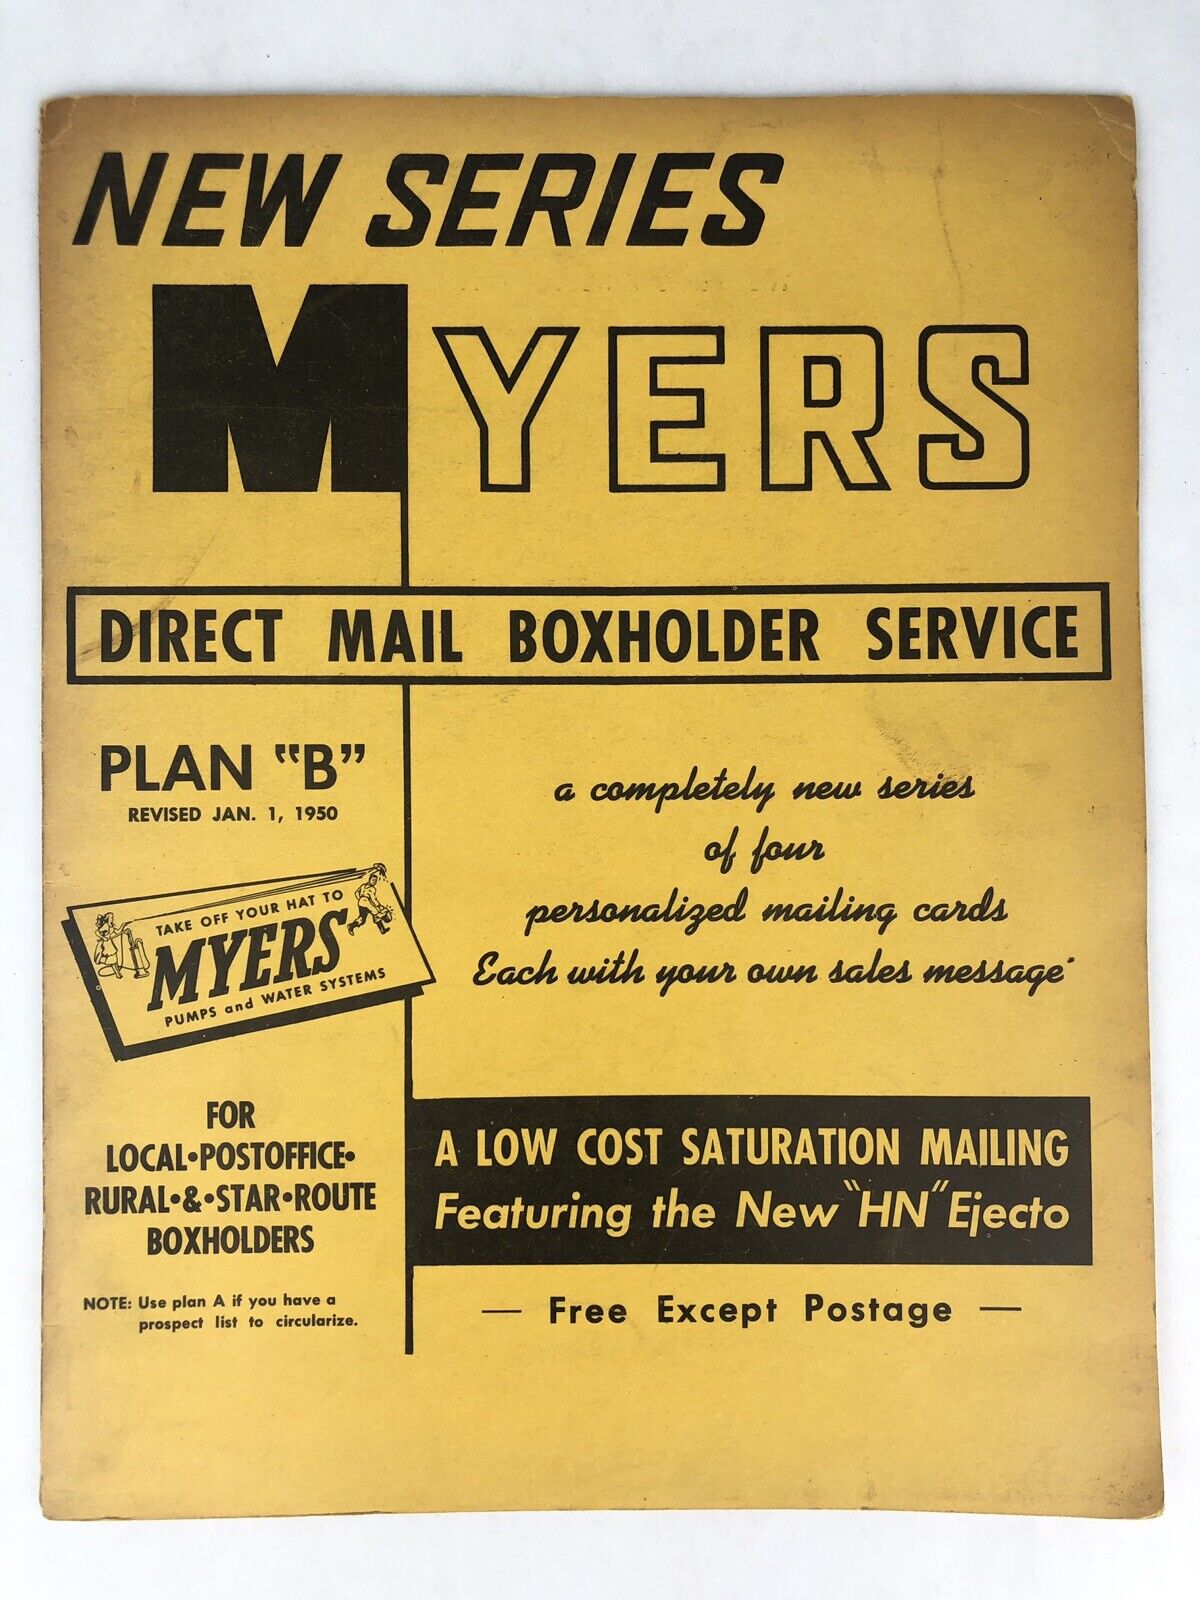 NEW SERIES
MYERS
DIRECT MAIL BOXHOLDER SERVICE
PLAN "B"
REVISED JAN. 1, 1950
TAKE OFF YOUR HAT TO
MYERS
PUMPS and WATER SYSTEMS
FOR
LOCAL•POSTOFFICE•
RURAL•&•STAR•ROUTE
BOXHOLDERS
NOTE: Use plan A if you have a
prospect list to circularize.
a completely new series
of four
personalized mailing cards
Each with your own sales message
A LOW COST SATURATION MAILING
Featuring the New "HN" Ejecto
— Free Except Postage —